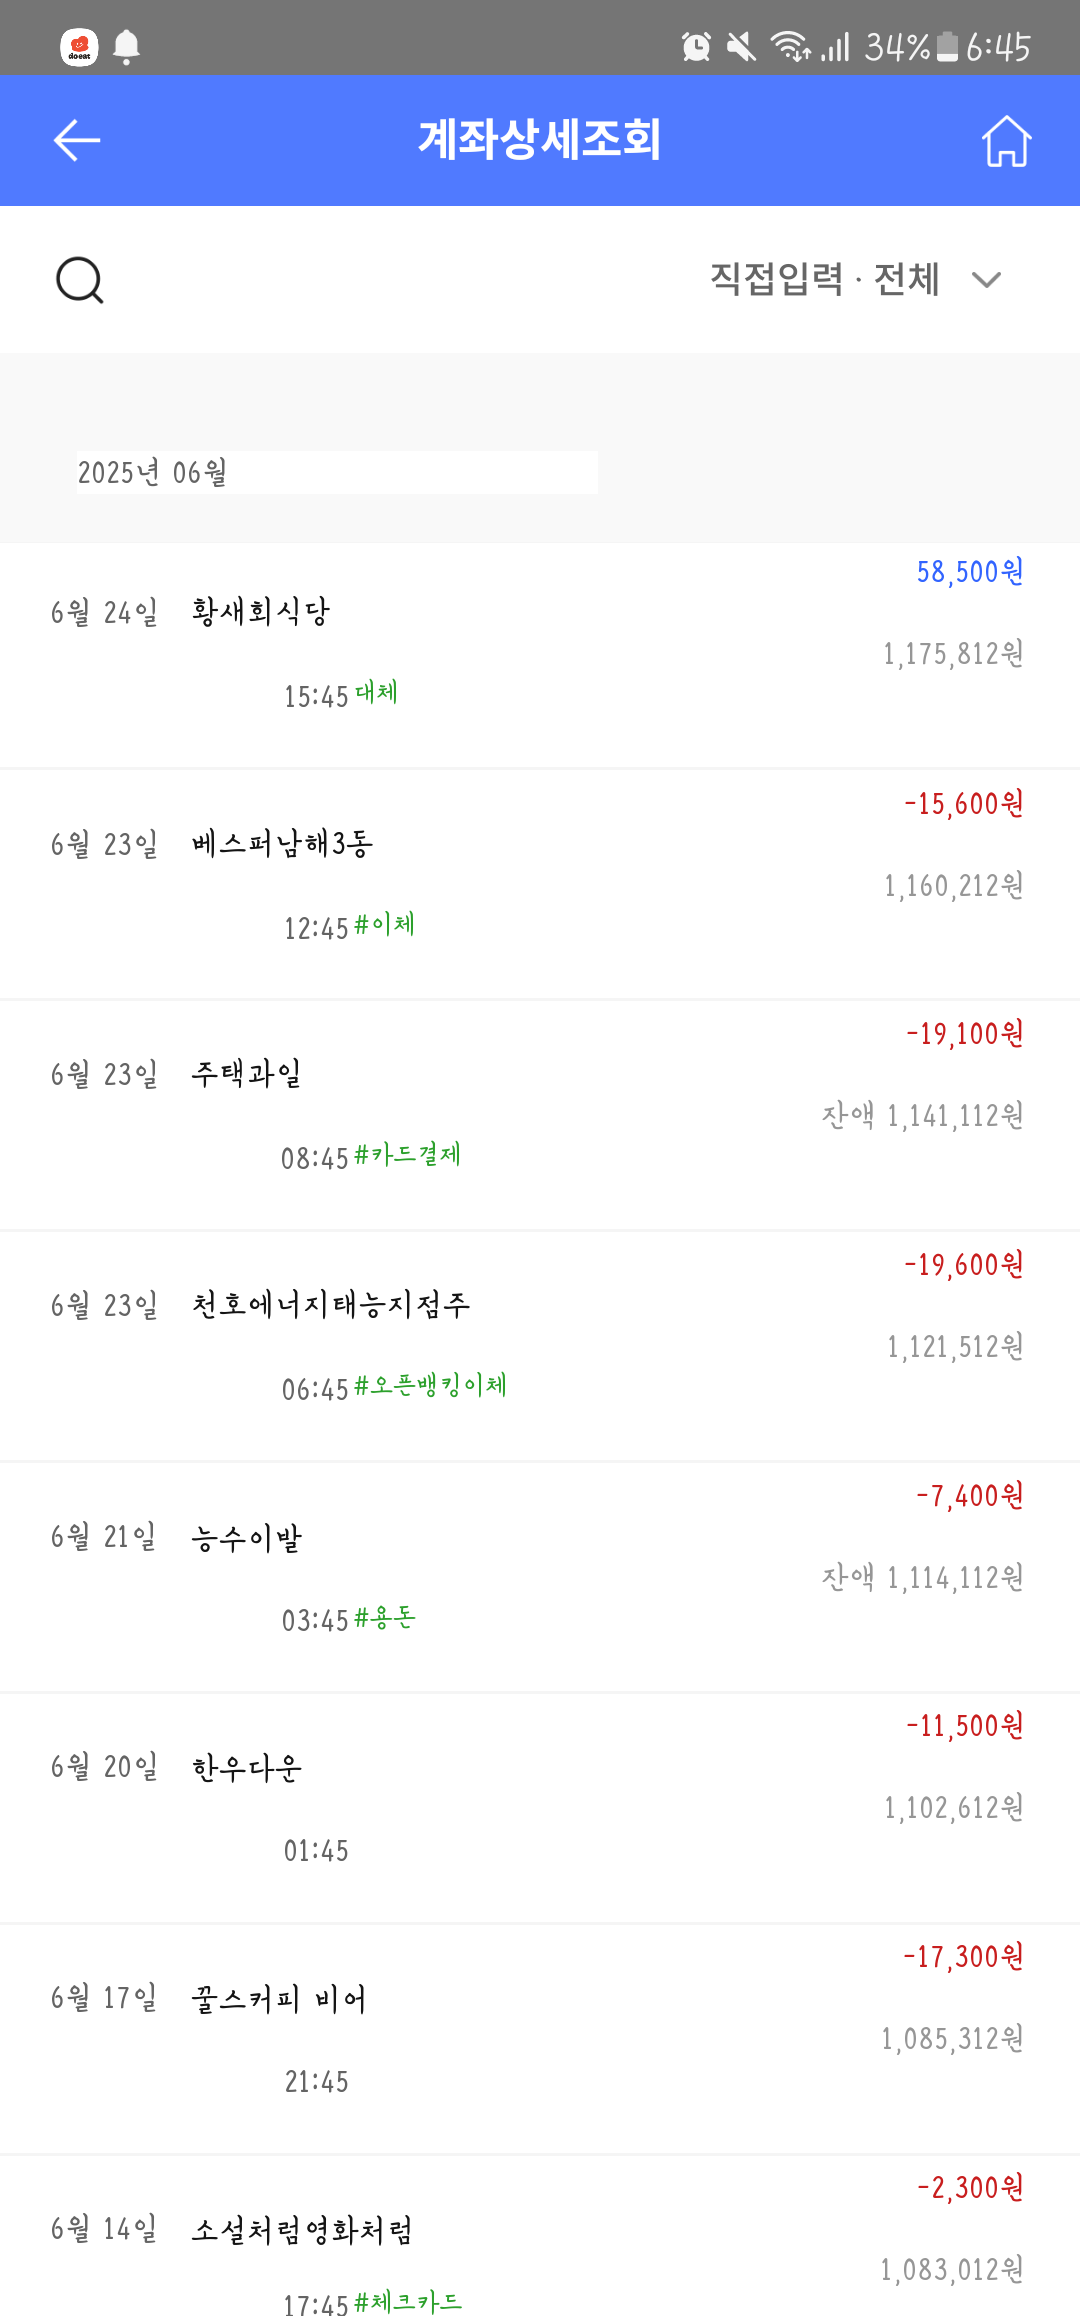 doeat 34% 6:45
계좌상세조회
직접입력 · 전체
2025년 06월
58,500원
6월 24일 황새회식당
1,175,812원
15:45 대체
-15,600원
6월 23일 베스퍼남해3동
1,160,212원
12:45 #이체
-19,100원
6월 23일 주택과일
잔액 1,141,112원
08:45 #카드결제
-19,600원
6월 23일 천호에너지태능지점주
1,121,512원
06:45 #오픈뱅킹이체
-7,400원
6월 21일 능수이발
잔액 1,114,112원
03:45 #용돈
-11,500원
6월 20일 한우다운
1,102,612원
01:45
-17,300원
6월 17일 꿀스커피 비어
1,085,312원
21:45
-2,300원
6월 14일 소설처럼영화처럼
1,083,012원
17:45 #체크카드